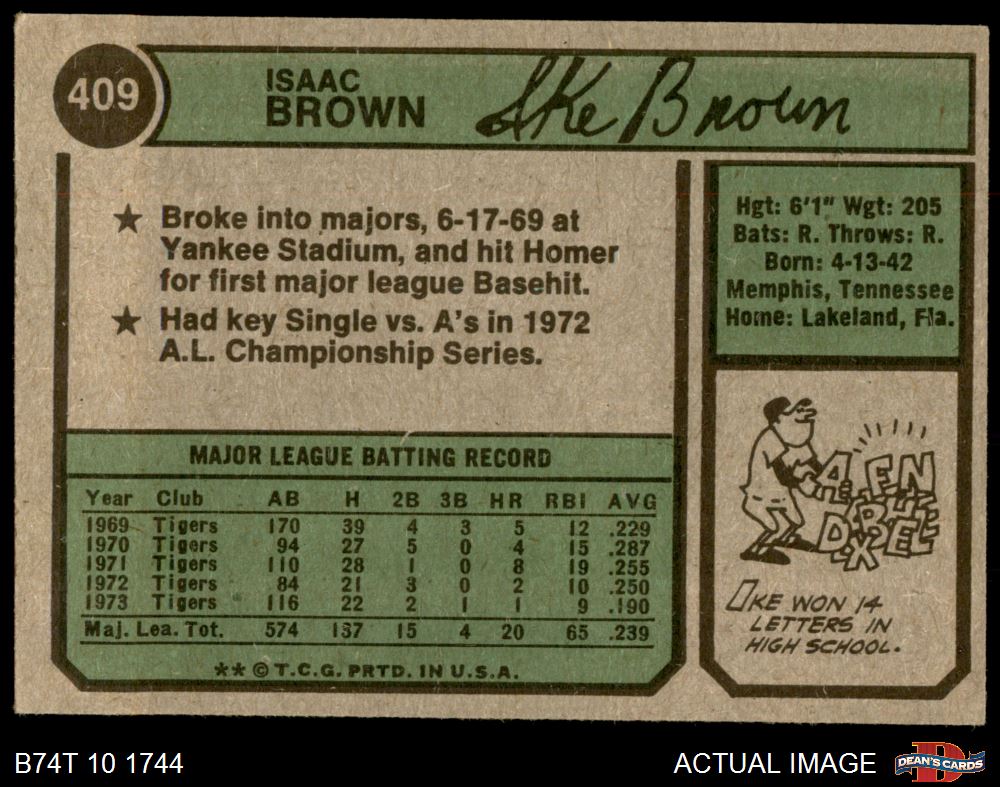 409
ISAAC
BROWN
Ike Brown
★ Broke into majors, 6-17-69 at
Yankee Stadium, and hit Homer
for first major league Basehit.
★ Had key Single vs. A's in 1972
A.L. Championship Series.
Hgt: 6'1" Wgt: 205
Bats: R. Throws: R.
Born: 4-13-42
Memphis, Tennessee
Home: Lakeland, Fla.
MAJOR LEAGUE BATTING RECORD
Year Club AB H 2B 3B HR RBI AVG
1969 Tigers 170 39 4 3 5 12 .229
1970 Tigers 94 27 5 0 4 15 .287
1971 Tigers 110 28 1 0 8 19 .255
1972 Tigers 84 21 3 0 2 10 .250
1973 Tigers 116 22 2 1 1 9 .190
Maj. Lea. Tot. 574 137 15 4 20 65 .239
** © T.C.G. PRTD. IN U.S.A.
IKE WON 14
LETTERS IN
HIGH SCHOOL.
B74T 10 1744
ACTUAL IMAGE
DEAN'S CARDS